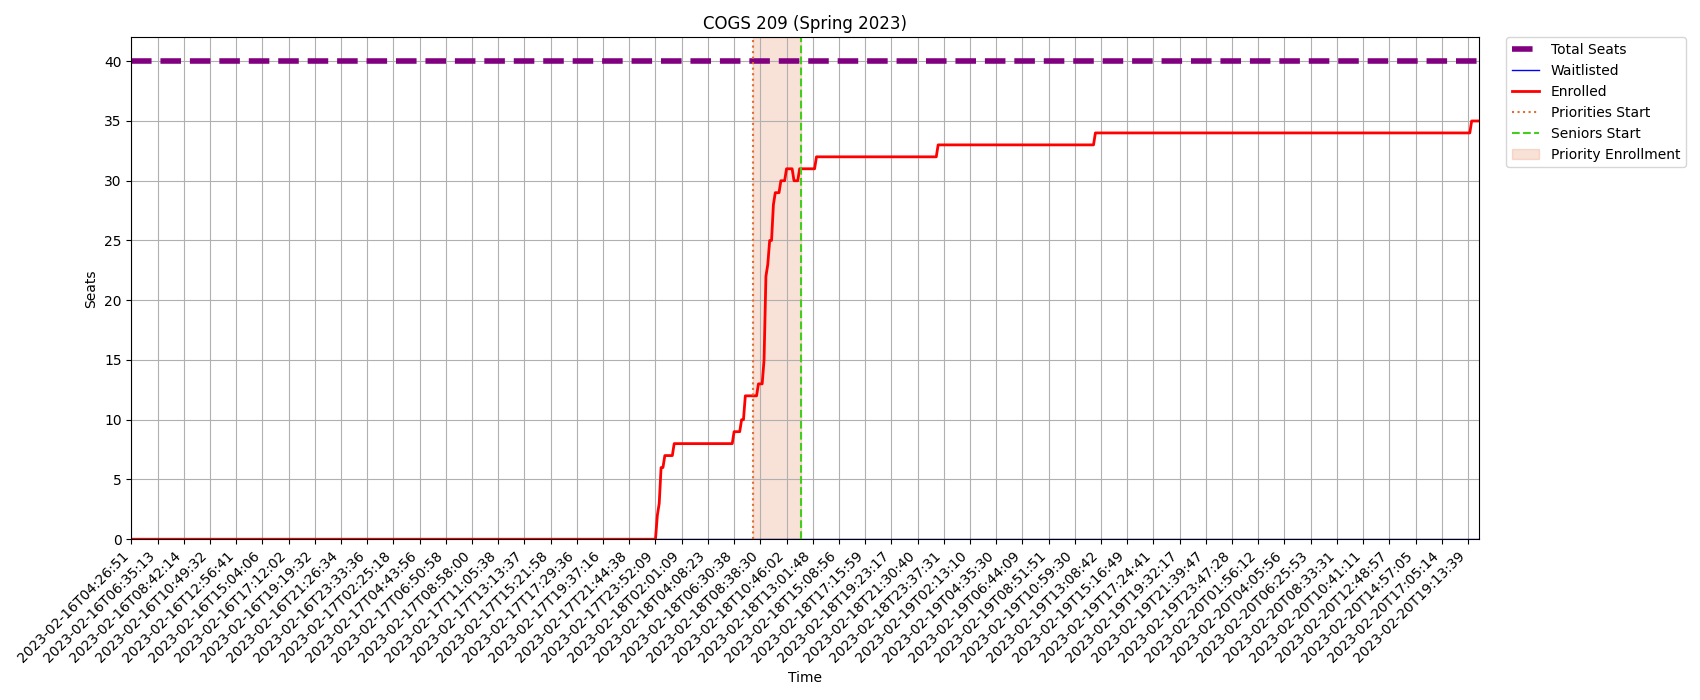 COGS 209 (Spring 2023)
Total Seats
Waitlisted
Enrolled
Priorities Start
Seniors Start
Priority Enrollment
Seats
40
35
30
25
20
15
10
5
0
2023-02-16T04:26:51
2023-02-16T06:35:13
2023-02-16T08:42:14
2023-02-16T10:49:32
2023-02-16T12:56:41
2023-02-16T15:04:06
2023-02-16T17:12:02
2023-02-16T19:19:32
2023-02-16T21:26:34
2023-02-16T23:33:36
2023-02-17T02:25:18
2023-02-17T04:43:56
2023-02-17T06:50:58
2023-02-17T08:58:00
2023-02-17T11:05:38
2023-02-17T13:13:37
2023-02-17T15:21:58
2023-02-17T17:29:36
2023-02-17T19:37:16
2023-02-17T21:44:38
2023-02-17T23:52:09
2023-02-18T02:01:09
2023-02-18T04:08:23
2023-02-18T06:30:38
2023-02-18T08:38:30
2023-02-18T10:46:02
2023-02-18T13:01:48
2023-02-18T15:08:56
2023-02-18T17:15:59
2023-02-18T19:23:17
2023-02-18T21:30:40
2023-02-18T23:37:31
2023-02-19T02:13:10
2023-02-19T04:35:30
2023-02-19T06:44:09
2023-02-19T08:51:51
2023-02-19T10:59:30
2023-02-19T13:08:42
2023-02-19T15:16:49
2023-02-19T17:24:41
2023-02-19T19:32:17
2023-02-19T21:39:47
2023-02-19T23:47:28
2023-02-20T01:56:12
2023-02-20T04:05:56
2023-02-20T06:25:53
2023-02-20T08:33:31
2023-02-20T10:41:11
2023-02-20T12:48:57
2023-02-20T14:57:05
2023-02-20T17:05:14
2023-02-20T19:13:39
Time